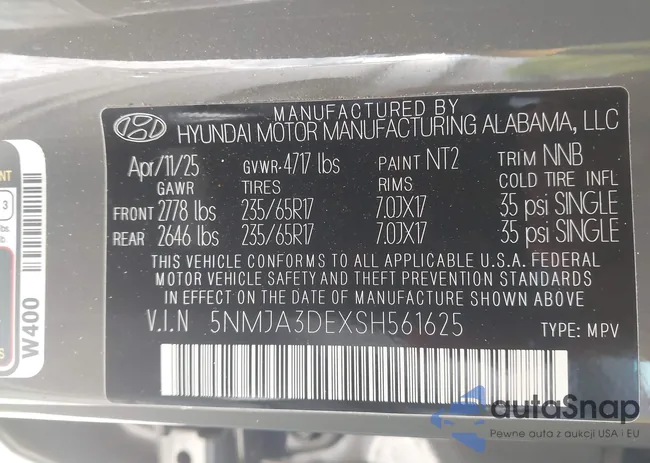 MANUFACTURED BY
HYUNDAI MOTOR MANUFACTURING ALABAMA, LLC
Apr/11/25 GVWR-4717 lbs PAINT NT2 TRIM NNB
GAWR TIRES RIMS COLD TIRE INFL
FRONT 2778 lbs 235/65R17 7.0JX17 35 psi SINGLE
REAR 2646 lbs 235/65R17 7.0JX17 35 psi SINGLE
THIS VEHICLE CONFORMS TO ALL APPLICABLE U.S.A. FEDERAL
MOTOR VEHICLE SAFETY AND THEFT PREVENTION STANDARDS
IN EFFECT ON THE DATE OF MANUFACTURE SHOWN ABOVE
V.I.N 5NMJA3DEXSH561625 TYPE: MPV
NT
3
W400
S
autoSnap
Pewne auta z aukcji USA i EU